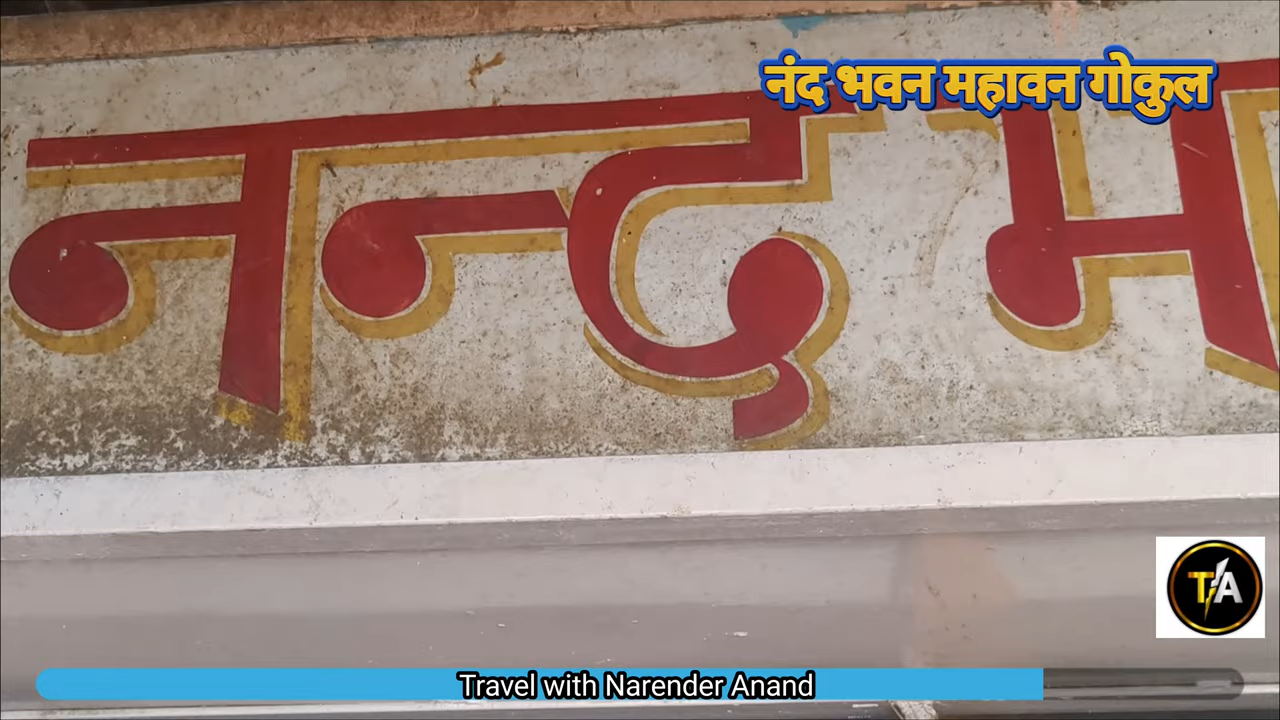 नंद भवन महावन गोकुल
नन्द भ
T/A
Travel with Narender Anand